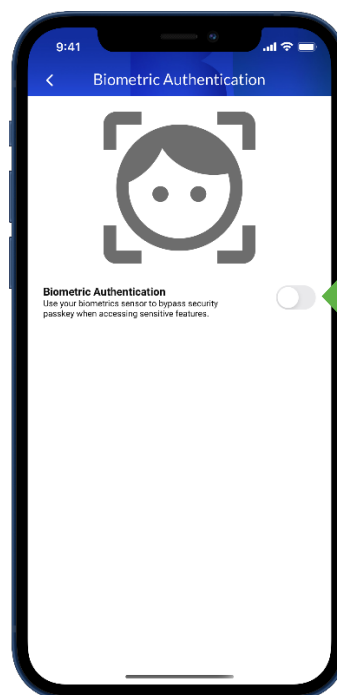 9:41
Biometric Authentication
Biometric Authentication
Use your biometrics sensor to bypass security
passkey when accessing sensitive features.